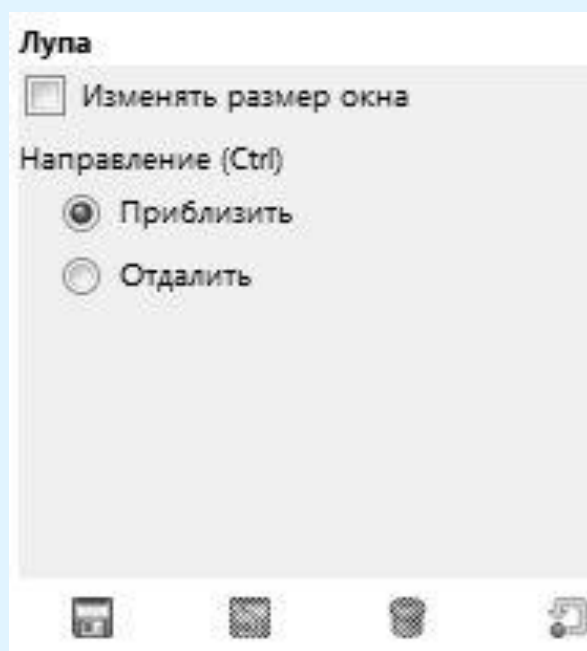 Лупа
Изменять размер окна
Направление (Ctrl)
Приблизить
Отдалить